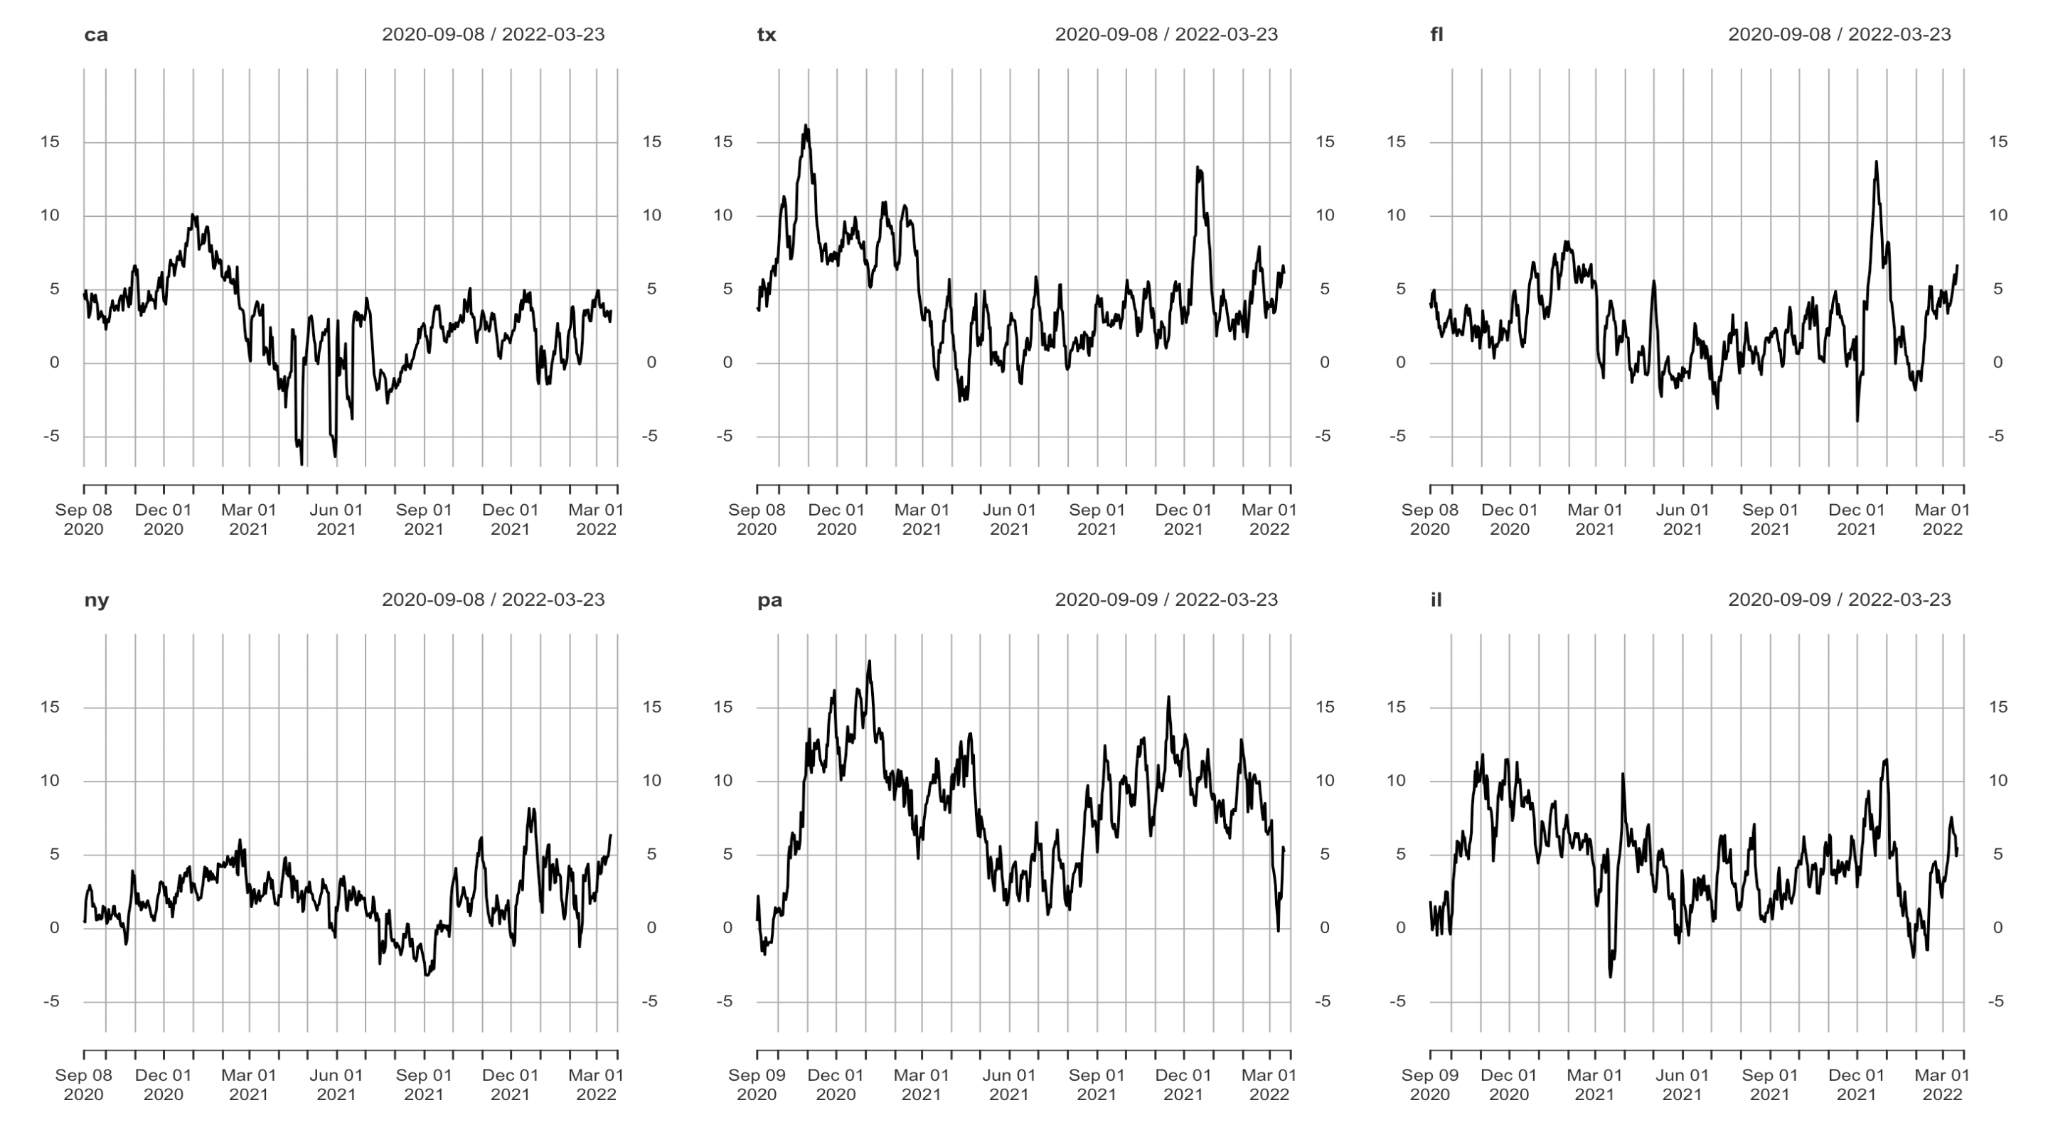 ca 2020-09-08 / 2022-03-23
15 15
10 10
5 5
0 0
-5 -5
Sep 08 Dec 01 Mar 01 Jun 01 Sep 01 Dec 01 Mar 01
2020 2020 2021 2021 2021 2021 2022
tx 2020-09-08 / 2022-03-23
15 15
10 10
5 5
0 0
-5 -5
Sep 08 Dec 01 Mar 01 Jun 01 Sep 01 Dec 01 Mar 01
2020 2020 2021 2021 2021 2021 2022
fl 2020-09-08 / 2022-03-23
15 15
10 10
5 5
0 0
-5 -5
Sep 08 Dec 01 Mar 01 Jun 01 Sep 01 Dec 01 Mar 01
2020 2020 2021 2021 2021 2021 2022
ny 2020-09-08 / 2022-03-23
15 15
10 10
5 5
0 0
-5 -5
Sep 08 Dec 01 Mar 01 Jun 01 Sep 01 Dec 01 Mar 01
2020 2020 2021 2021 2021 2021 2022
pa 2020-09-09 / 2022-03-23
15 15
10 10
5 5
0 0
-5 -5
Sep 09 Dec 01 Mar 01 Jun 01 Sep 01 Dec 01 Mar 01
2020 2020 2021 2021 2021 2021 2022
il 2020-09-09 / 2022-03-23
15 15
10 10
5 5
0 0
-5 -5
Sep 09 Dec 01 Mar 01 Jun 01 Sep 01 Dec 01 Mar 01
2020 2020 2021 2021 2021 2021 2022